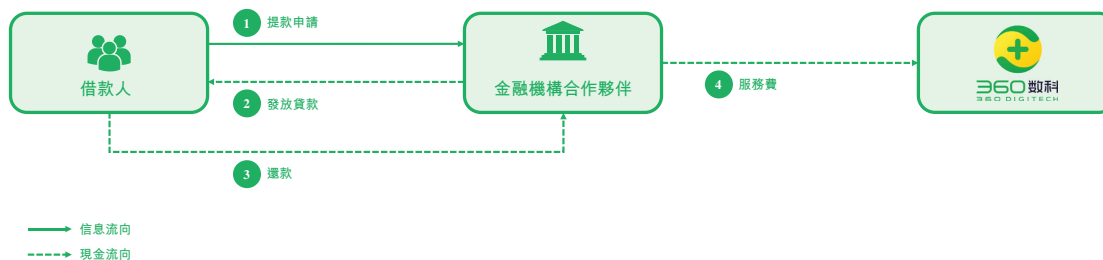 1 提款申請
借款人
金融機構合作夥伴
2 發放貸款
4 服務費
360数科
360 DIGITECH
3 還款
信息流向
現金流向